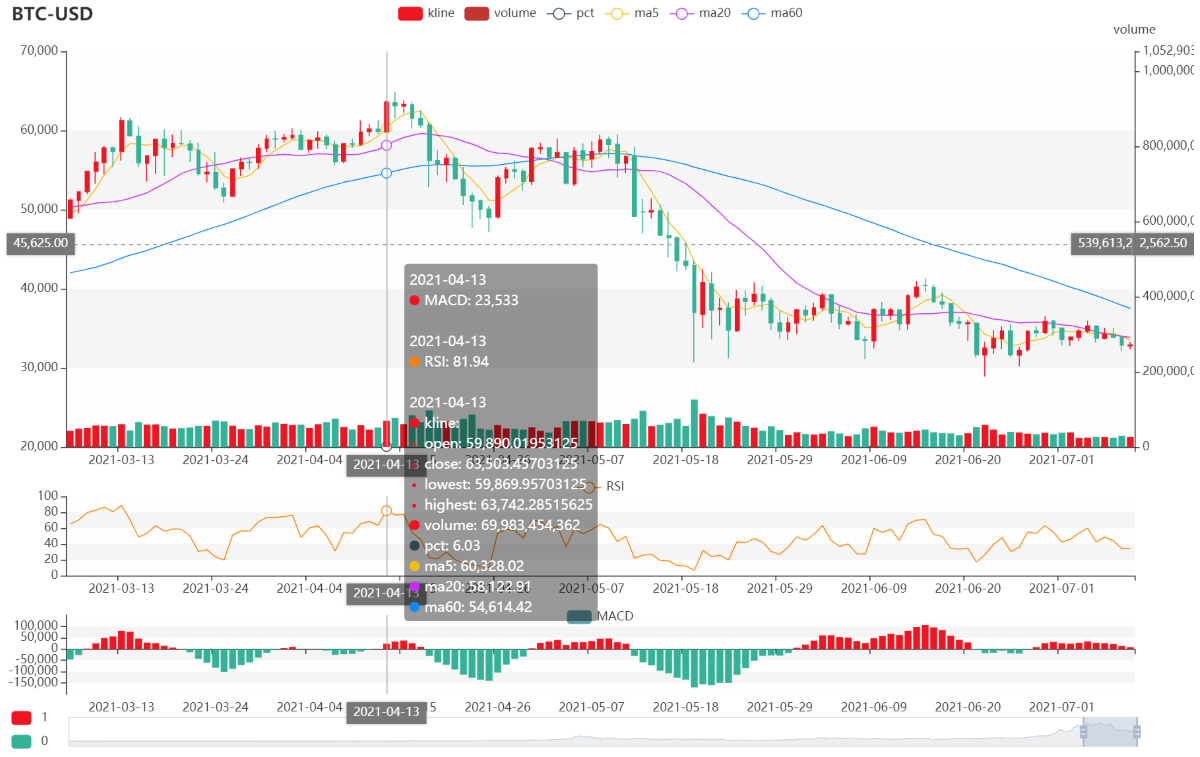 BTC-USD
kline volume pct ma5 ma20 ma60
volume
70,000
60,000
50,000
40,000
30,000
20,000
45,625.00
1,052,903
1,000,000
800,000,0
600,000,0
539,613,2 2,562.50
400,000,0
200,000,0
0
2021-03-13 2021-03-24 2021-04-04 2021-04-13 2021-05-07 2021-05-18 2021-05-29 2021-06-09 2021-06-20 2021-07-01
2021-04-13
MACD: 23,533
2021-04-13
RSI: 81.94
2021-04-13
kline:
open: 59,890.01953125
close: 63,503.45703125
lowest: 59,869.95703125
highest: 63,742.28515625
volume: 69,983,454,362
pct: 6.03
ma5: 60,328.02
ma20: 58,122.91
ma60: 54,614.42
RSI
100
80
60
40
20
0
2021-03-13 2021-03-24 2021-04-04 2021-04-13 2021-05-07 2021-05-18 2021-05-29 2021-06-09 2021-06-20 2021-07-01
MACD
100,000
50,000
0
-50,000
-100,000
-150,000
2021-03-13 2021-03-24 2021-04-04 2021-04-13 5 2021-04-26 2021-05-07 2021-05-18 2021-05-29 2021-06-09 2021-06-20 2021-07-01
1
0